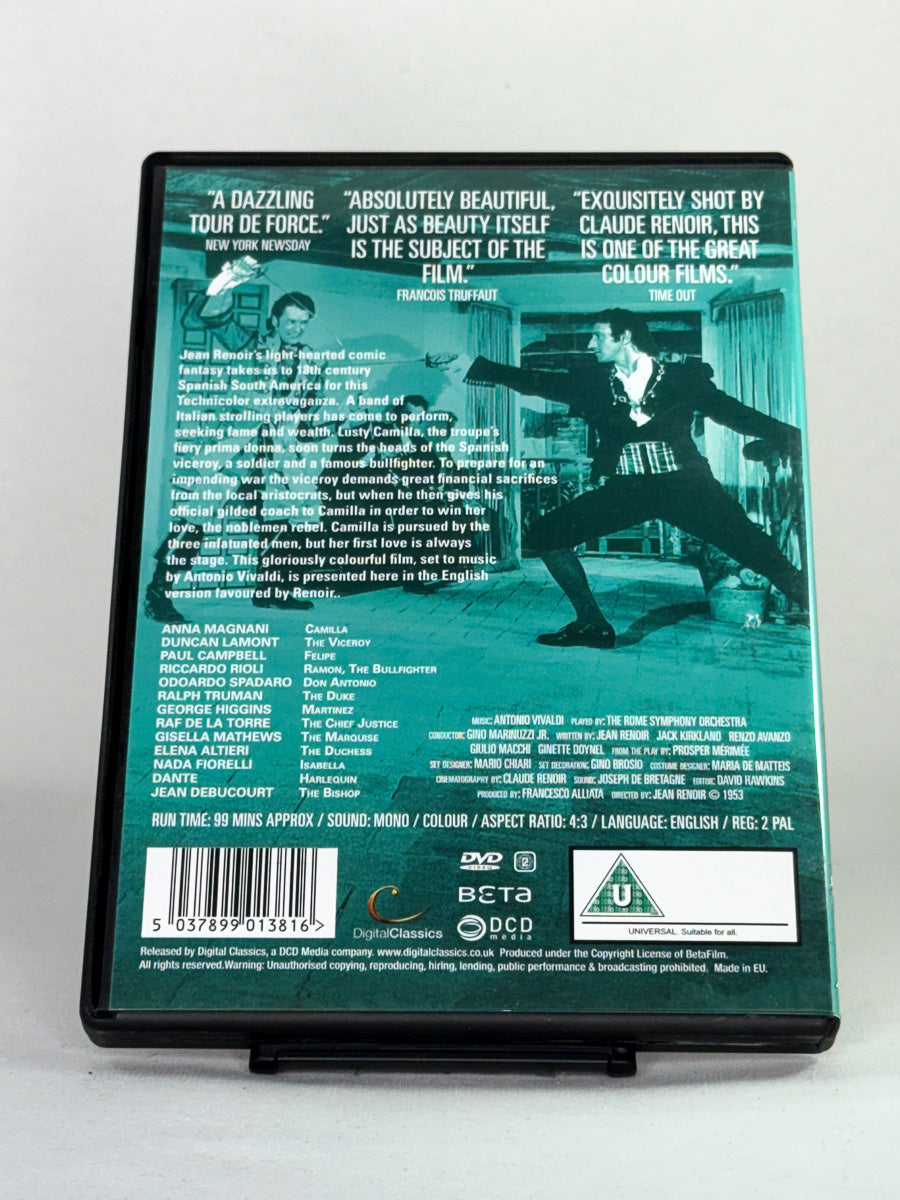 "A DAZZLING
TOUR DE FORCE."
NEW YORK NEWSDAY
"ABSOLUTELY BEAUTIFUL,
JUST AS BEAUTY ITSELF
IS THE SUBJECT OF THE
FILM."
FRANCOIS TRUFFAUT
"EXQUISITELY SHOT BY
CLAUDE RENOIR, THIS
IS ONE OF THE GREAT
COLOUR FILMS."
TIME OUT
Jean Renoir's light-hearted comic
fantasy takes us to 18th century
Spanish South America for this
Technicolor extravaganza. A band of
Italian strolling players has come to perform,
seeking fame and wealth. Lusty Camilla, the troupe's
fiery prima donna, soon turns the heads of the Spanish
viceroy, a soldier and a famous bullfighter. To prepare for an
impending war the viceroy demands great financial sacrifices
from the local aristocrats, but when he then gives his
official gilded coach to Camilla in order to win her
love, the noblemen rebel. Camilla is pursued by the
three infatuated men, but her first love is always
the stage. This gloriously colourful film, set to music
by Antonio Vivaldi, is presented here in the English
version favoured by Renoir..
ANNA MAGNANI CAMILLA
DUNCAN LAMONT THE VICEROY
PAUL CAMPBELL FELIPE
RICCARDO RIOLI RAMON, THE BULLFIGHTER
ODOARDO SPADARO DON ANTONIO
RALPH TRUMAN THE DUKE
GEORGE HIGGINS MARTINEZ
RAF DE LA TORRE THE CHIEF JUSTICE
GISELLA MATHEWS THE MARQUISE
ELENA ALTIERI THE DUCHESS
NADA FIORELLI ISABELLA
DANTE HARLEQUIN
JEAN DEBUCOURT THE BISHOP
MUSIC: ANTONIO VIVALDI PLAYED BY: THE ROME SYMPHONY ORCHESTRA
CONDUCTOR: GINO MARINUZZI JR. WRITTEN BY: JEAN RENOIR JACK KIRKLAND RENZO AVANZO
GIULIO MACCHI GINETTE DOYNEL FROM THE PLAY BY: PROSPER MÉRIMÉE
SET DESIGNER: MARIO CHIARI SET DECORATION: GINO BROSIO COSTUME DESIGNER: MARIA DE MATTEIS
CINEMATOGRAPHY BY: CLAUDE RENOIR SOUND: JOSEPH DE BRETAGNE EDITOR: DAVID HAWKINS
PRODUCED BY: FRANCESCO ALLIATA DIRECTED BY: JEAN RENOIR © 1953
RUN TIME: 99 MINS APPROX / SOUND: MONO / COLOUR / ASPECT RATIO: 4:3 / LANGUAGE: ENGLISH / REG: 2 PAL
5 037899 013816 >
DigitalClassics
DVD VIDEO 2
BETA
DCD media
U
UNIVERSAL. Suitable for all.
Released by Digital Classics, a DCD Media company. www.digitalclassics.co.uk Produced under the Copyright License of BetaFilm.
All rights reserved.Warning: Unauthorised copying, reproducing, hiring, lending, public performance & broadcasting prohibited. Made in EU.